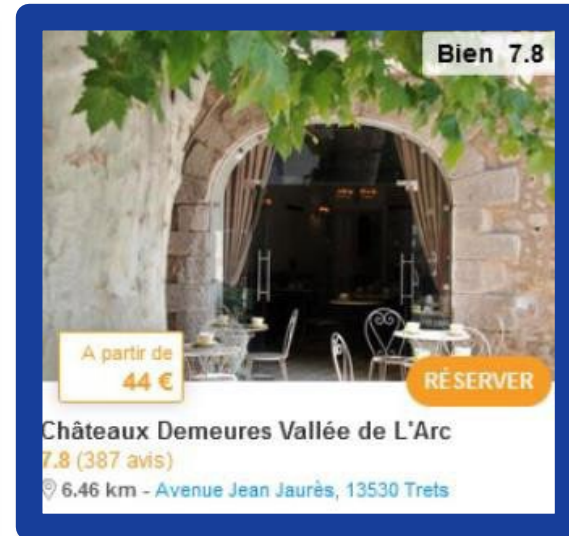 Bien 7.8
A partir de
44 €
RÉSERVER
Châteaux Demeures Vallée de L'Arc
7.8 (387 avis)
6.46 km - Avenue Jean Jaurès, 13530 Trets